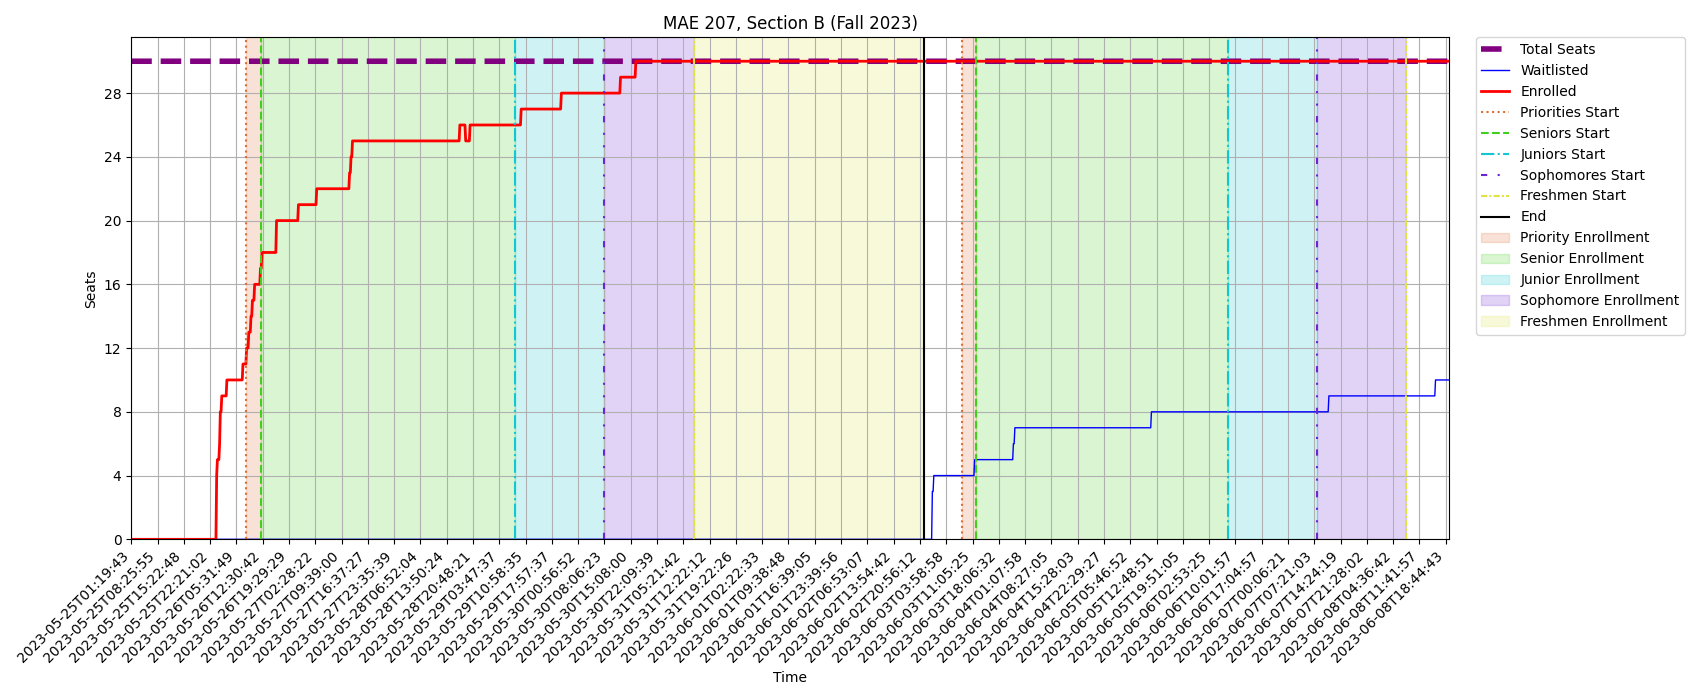 MAE 207, Section B (Fall 2023)
Total Seats
Waitlisted
Enrolled
Priorities Start
Seniors Start
Juniors Start
Sophomores Start
Freshmen Start
End
Priority Enrollment
Senior Enrollment
Junior Enrollment
Sophomore Enrollment
Freshmen Enrollment
Seats
28
24
20
16
12
8
4
0
2023-05-25T01:19:43
2023-05-25T08:25:55
2023-05-25T15:22:48
2023-05-25T22:21:02
2023-05-26T05:31:49
2023-05-26T12:30:42
2023-05-26T19:29:29
2023-05-27T02:28:22
2023-05-27T09:39:00
2023-05-27T16:37:27
2023-05-27T23:35:39
2023-05-28T06:52:04
2023-05-28T13:50:24
2023-05-28T20:48:21
2023-05-29T03:47:37
2023-05-29T10:58:35
2023-05-29T17:57:37
2023-05-30T00:56:52
2023-05-30T08:06:23
2023-05-30T15:08:00
2023-05-30T22:09:39
2023-05-31T05:21:42
2023-05-31T12:22:12
2023-05-31T19:22:26
2023-06-01T02:22:33
2023-06-01T09:38:48
2023-06-01T16:39:05
2023-06-01T23:39:56
2023-06-02T06:53:07
2023-06-02T13:54:42
2023-06-02T20:56:12
2023-06-03T03:58:58
2023-06-03T11:05:25
2023-06-03T18:06:32
2023-06-04T01:07:58
2023-06-04T08:27:05
2023-06-04T15:28:03
2023-06-04T22:29:27
2023-06-05T05:46:52
2023-06-05T12:48:51
2023-06-05T19:51:05
2023-06-06T02:53:25
2023-06-06T10:01:57
2023-06-06T17:04:57
2023-06-07T00:06:21
2023-06-07T07:21:03
2023-06-07T14:24:19
2023-06-07T21:28:02
2023-06-08T04:36:42
2023-06-08T11:41:57
2023-06-08T18:44:43
Time